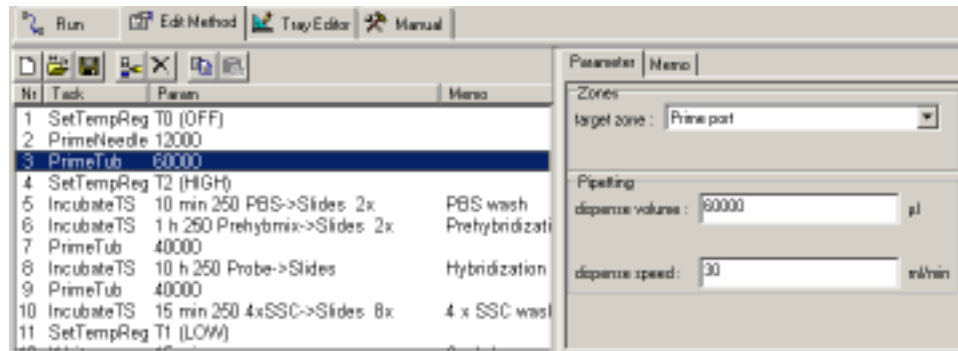 Run Edit Method Tray Editor Manual
Nr Task Param Memo
1 SetTempReg T0 (OFF)
2 PrimeNeedle 12000
3 PrimeTub 60000
4 SetTempReg T2 (HIGH)
5 IncubateTS 10 min 250 PBS->Slides 2x PBS wash
6 IncubateTS 1 h 250 Prehybmix->Slides 2x Prehybridizati
7 PrimeTub 40000
8 IncubateTS 10 h 250 Probe->Slides Hybridization
9 PrimeTub 40000
10 IncubateTS 15 min 250 4xSSC->Slides 8x 4 x SSC wasl
11 SetTempReg T1 (LOW)
Parameter Memo
Zones
target zone : Prime port
Pipetting
dispense volume : 60000 µl
dispense speed : 30 ml/min